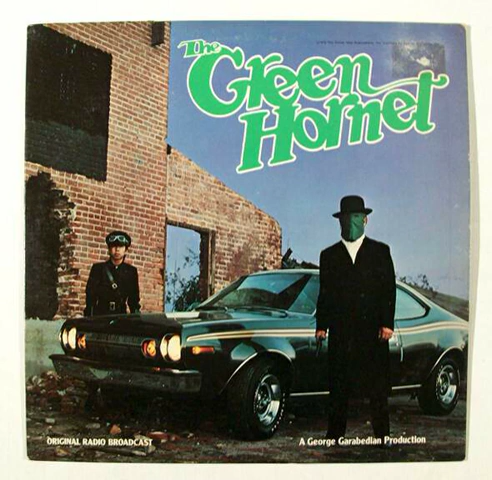 The
Green
Hornet
ORIGINAL RADIO BROADCAST
A George Garabedian Production